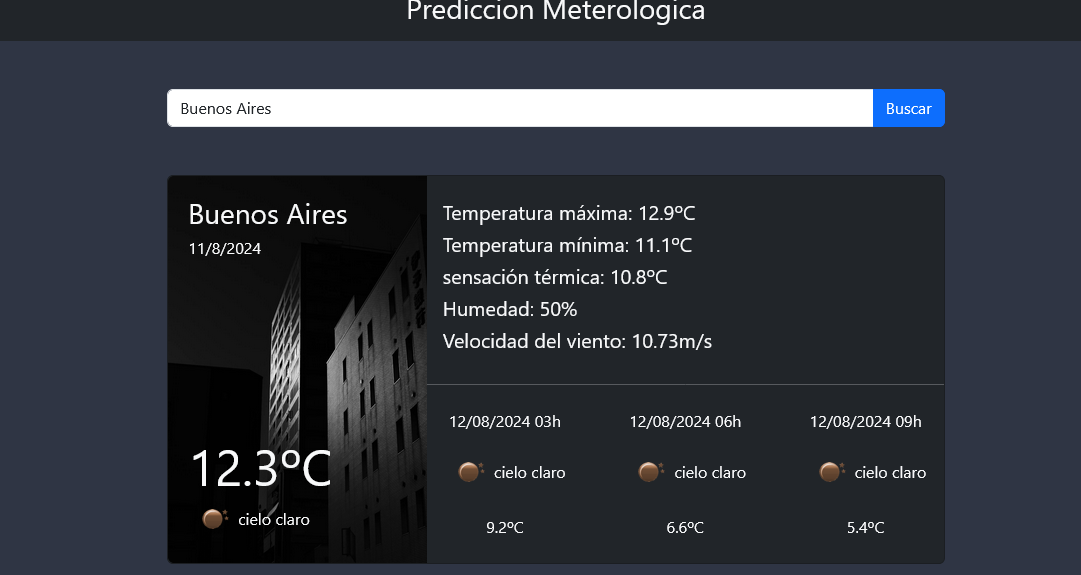 Prediccion Meterologica
Buenos Aires
Buscar
Buenos Aires
11/8/2024
12.3ºC
cielo claro
Temperatura máxima: 12.9ºC
Temperatura mínima: 11.1ºC
sensación térmica: 10.8ºC
Humedad: 50%
Velocidad del viento: 10.73m/s
12/08/2024 03h
cielo claro
9.2ºC
12/08/2024 06h
cielo claro
6.6ºC
12/08/2024 09h
cielo claro
5.4ºC